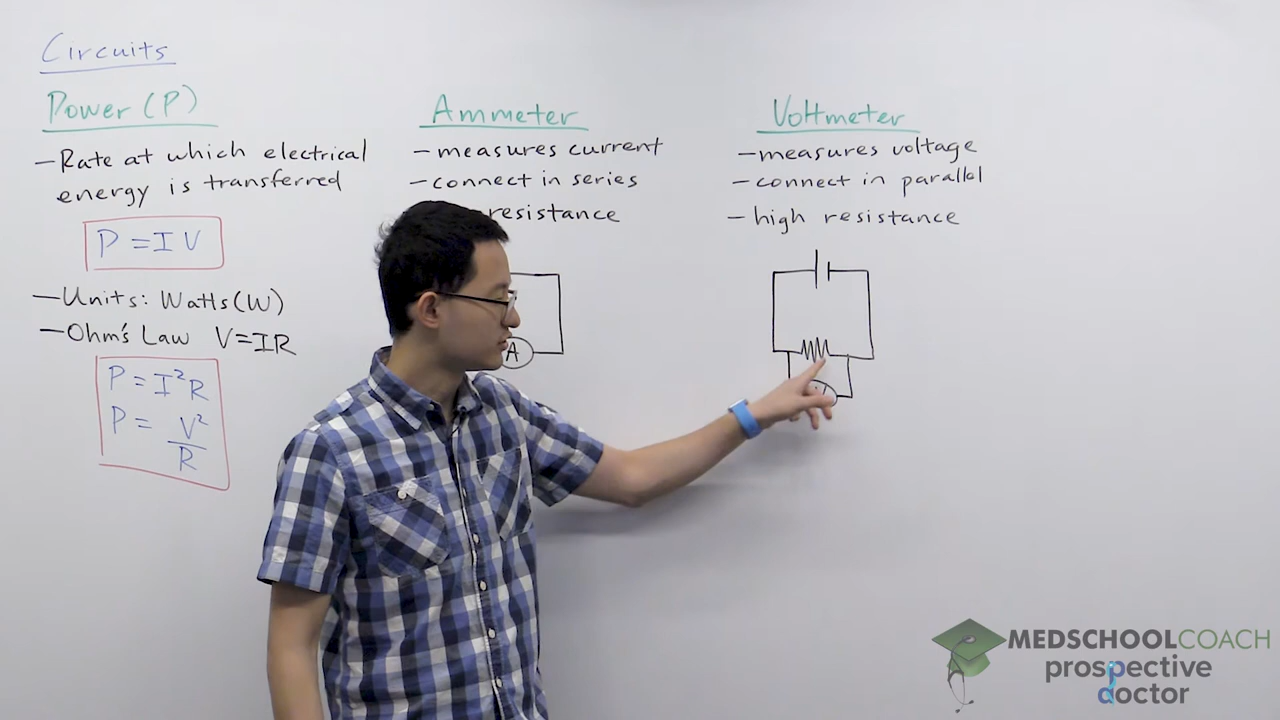 Circuits
Power (P)
- Rate at which electrical
energy is transferred
P = IV
- Units: Watts (W)
- Ohm's Law V = IR
P = I²R
P = V²/R
Ammeter
- measures current
- connect in series
resistance
A
Voltmeter
- measures voltage
- connect in parallel
- high resistance
MEDSCHOOLCOACH
prospective
doctor